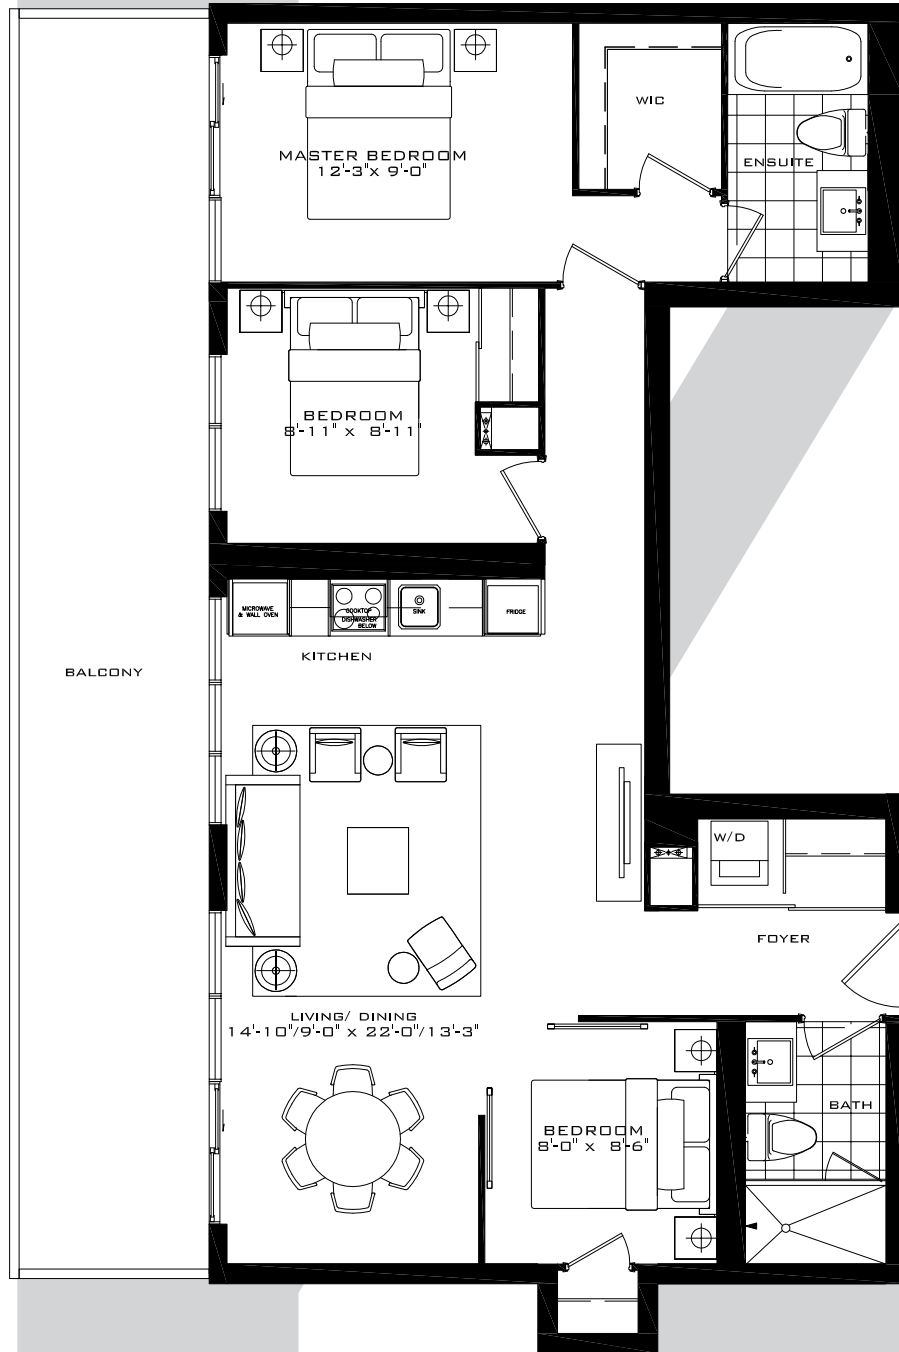 WIC
MASTER BEDROOM
12'-3" x 9'-0"
ENSUITE
BEDROOM
8'-11" x 8'-11"
MICROWAVE
& WALL OVEN
COOKTOP
DISHWASHER
BELOW
SINK
FRIDGE
KITCHEN
BALCONY
W/D
FOYER
LIVING/ DINING
14'-10"/9'-0" x 22'-0"/13'-3"
BATH
BEDROOM
8'-0" x 8'-6"